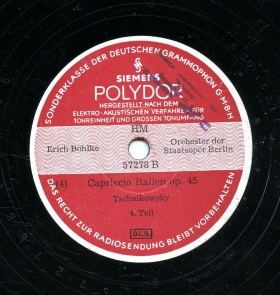 SONDERKLASSE DER DEUTSCHEN GRAMMOPHON G·M·B·H
SIEMENS
POLYDOR
HERGESTELLT NACH DEM
ELEKTRO-AKUSTISCHEN VERFAHREN FÜR
TONREINHEIT UND GROSSEN TONUMFANG
HM
Erich Böhlke
Orchester der
Staatsoper Berlin
57278 B
(4) Capriccio Italien op. 45
Tschaikowsky
4. Teil
D.C.S.
DAS RECHT ZUR RADIOSENDUNG BLEIBT VORBEHALTEN